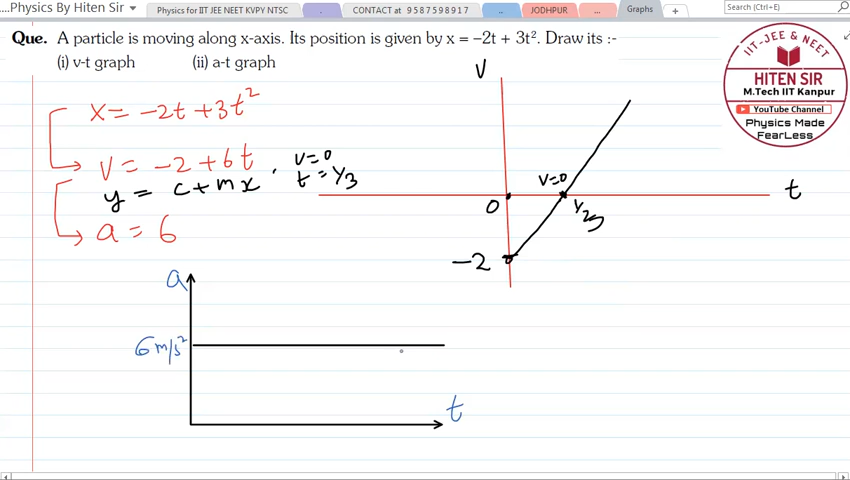 Physics By Hiten Sir
Physics for IIT JEE NEET KVPY NTSC
.
CONTACT at 9587598917
..
JODHPUR
...
Graphs
+
Search (Ctrl+E)
Que. A particle is moving along x-axis. Its position is given by x = −2t + 3t². Draw its :-
(i) v-t graph (ii) a-t graph
IIT-JEE & NEET
HITEN SIR
M.Tech IIT Kanpur
YouTube Channel
Physics Made
FearLess
x = −2t + 3t²
v = −2 + 6t
y = c + mx
v=0
t = 1/3
a = 6
V
t
0
v=0
−2
a
6 m/s²
t